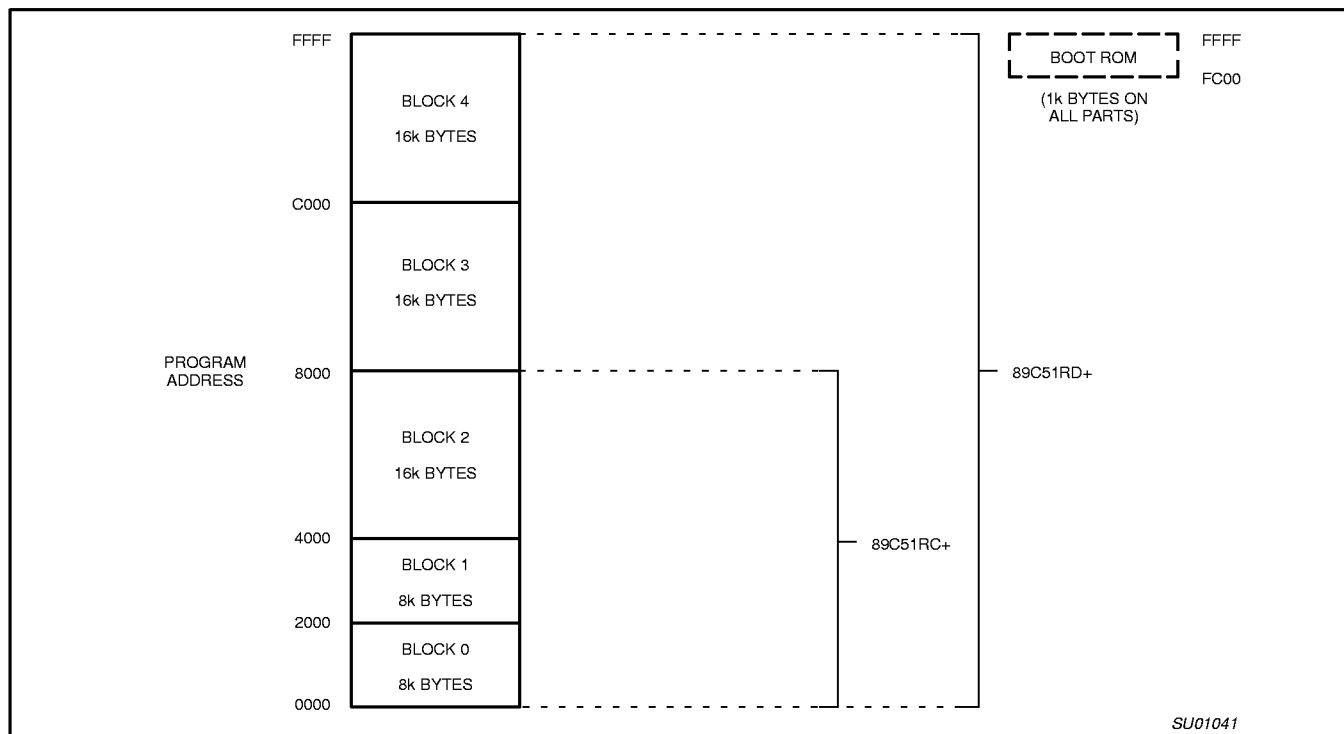 FFFF
BLOCK 4
16k BYTES
C000
BLOCK 3
16k BYTES
PROGRAM
ADDRESS
8000
BLOCK 2
16k BYTES
4000
BLOCK 1
8k BYTES
2000
BLOCK 0
8k BYTES
0000
89C51RC+
89C51RD+
BOOT ROM
FFFF
FC00
(1k BYTES ON
ALL PARTS)
SU01041